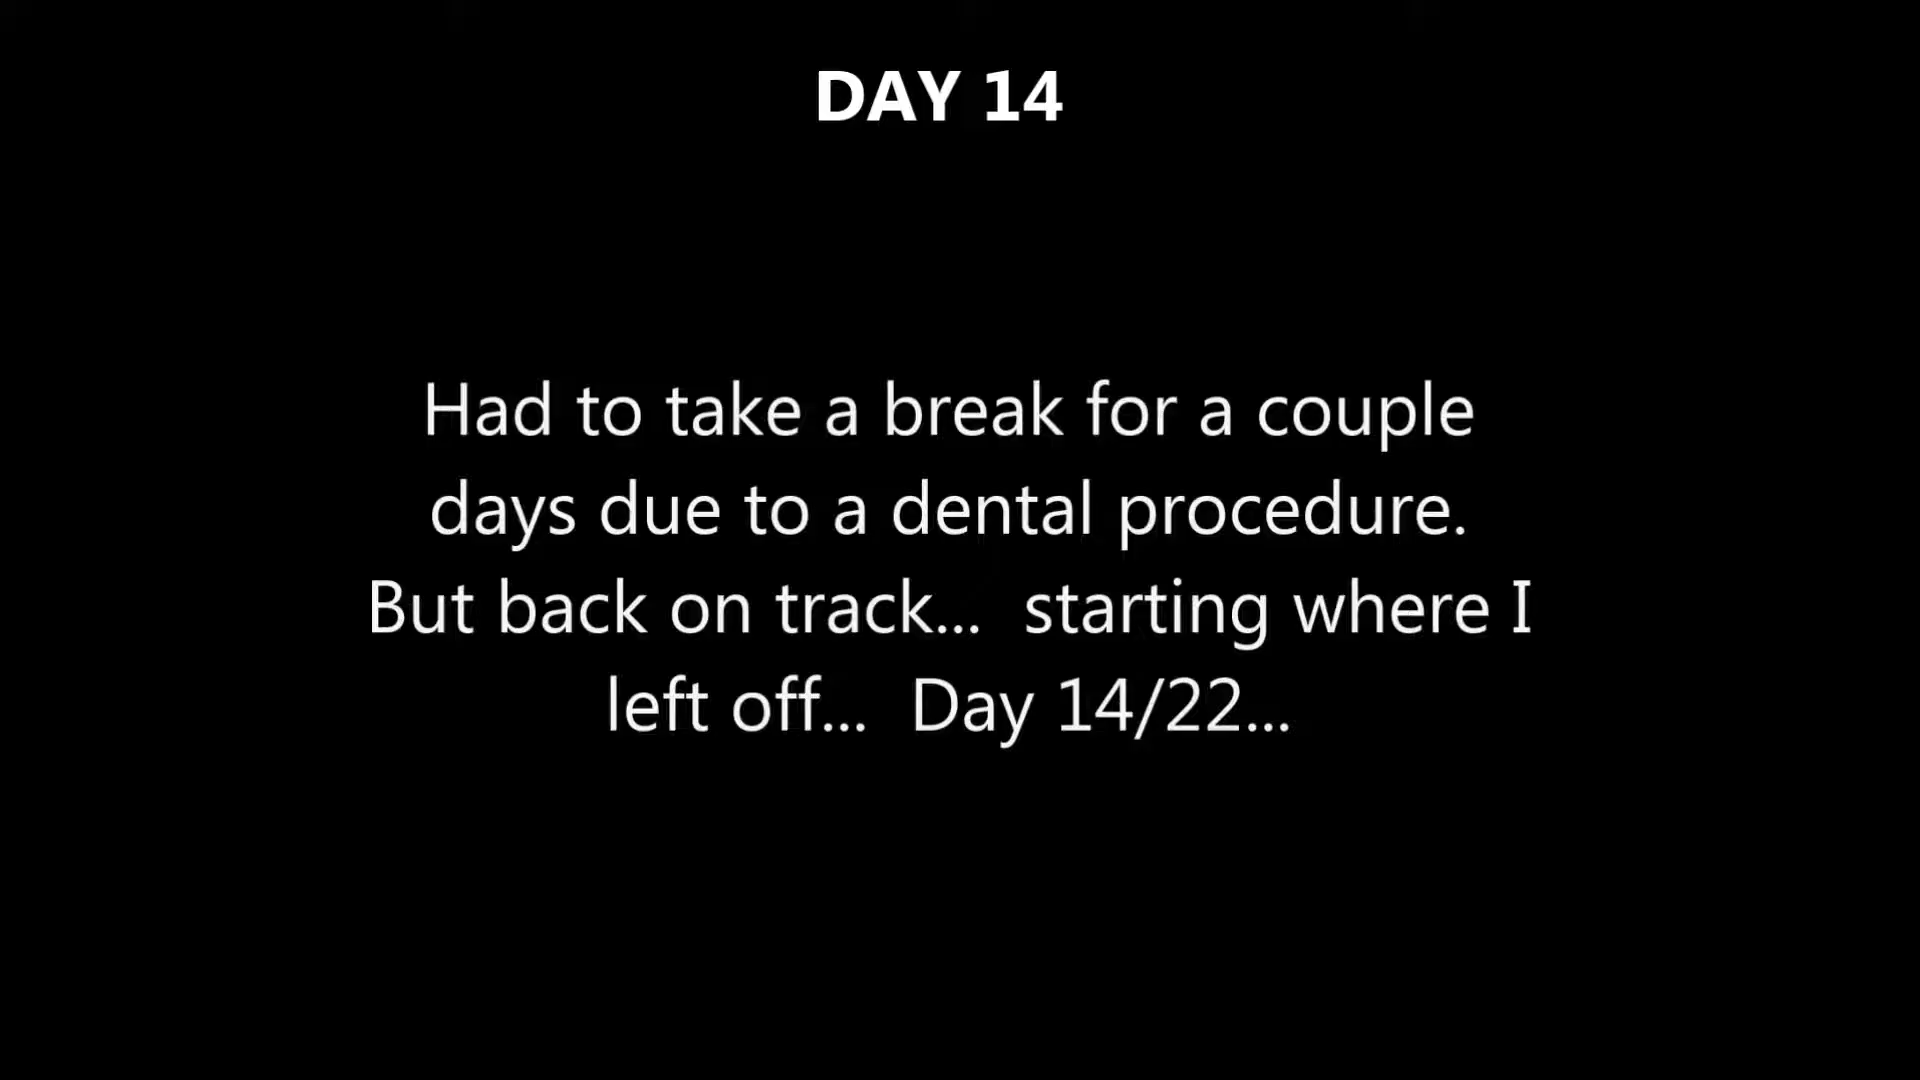 DAY 14
Had to take a break for a couple
days due to a dental procedure.
But back on track...  starting where I
left off...  Day 14/22...